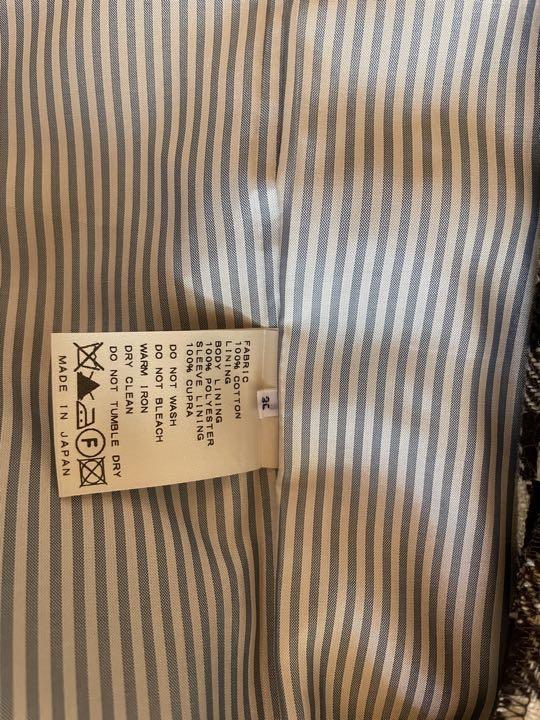 FABRIC
100% COTTON
LINING
BODY LINING
100% POLYESTER
SLEEVE LINING
100% CUPRA
DO NOT WASH
DO NOT BLEACH
WARM IRON
DRY CLEAN
DO NOT TUMBLE DRY
F
MADE IN JAPAN